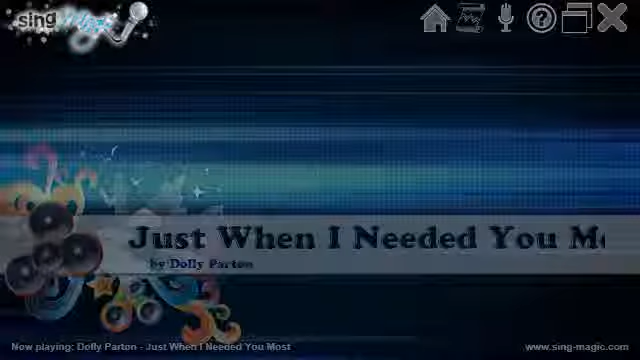 sing Magic
Just When I Needed You Mo
by Dolly Parton
Now playing: Dolly Parton - Just When I Needed You Most
www.sing-magic.com